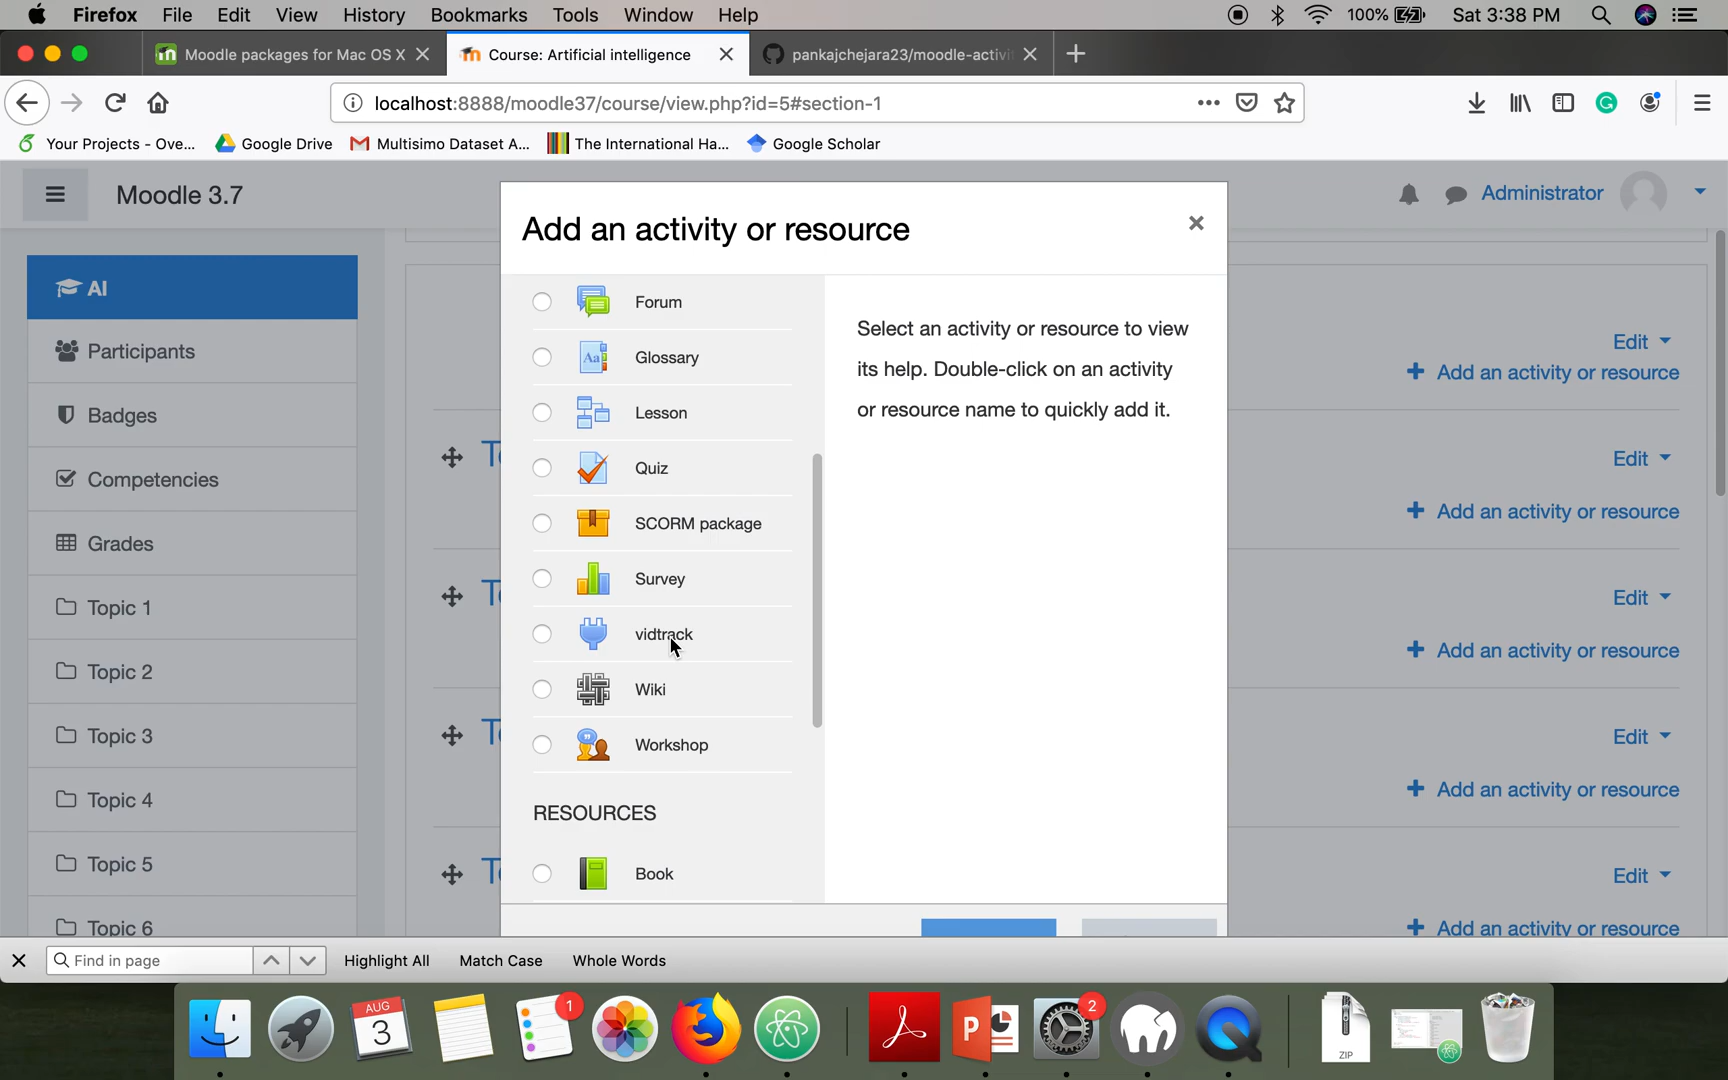 Firefox File Edit View History Bookmarks Tools Window Help 100% Sat 3:38 PM
Moodle packages for Mac OS X Course: Artificial intelligence pankajchejara23/moodle-activi
localhost:8888/moodle37/course/view.php?id=5#section-1
Your Projects - Ove... Google Drive Multisimo Dataset A... The International Ha... Google Scholar
Moodle 3.7 Administrator
Add an activity or resource
AI
Participants
Badges
Competencies
Grades
Topic 1
Topic 2
Topic 3
Topic 4
Topic 5
Topic 6
Forum
Aa
Glossary
Lesson
Quiz
SCORM package
Survey
vidtrack
Wiki
Workshop
RESOURCES
Book
Select an activity or resource to view
its help. Double-click on an activity
or resource name to quickly add it.
Edit
+ Add an activity or resource
Edit
+ Add an activity or resource
Edit
+ Add an activity or resource
Edit
+ Add an activity or resource
Edit
+ Add an activity or resource
Find in page Highlight All Match Case Whole Words
AUG
3
1
P
2
ZIP